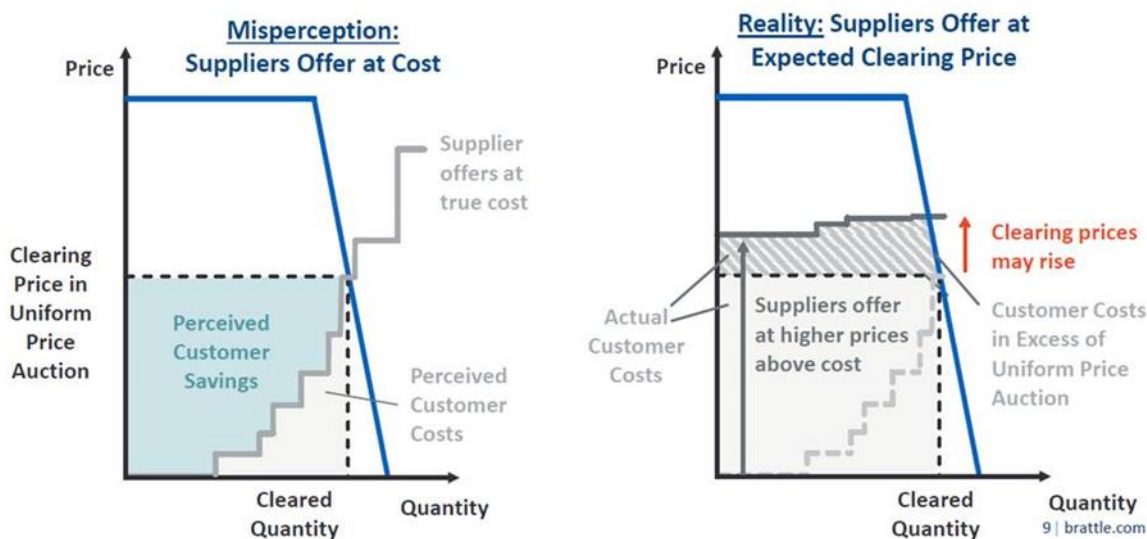 Misperception:
Suppliers Offer at Cost
Price
Supplier
offers at
true cost
Clearing
Price in
Uniform
Price
Auction
Perceived
Customer
Savings
Perceived
Customer
Costs
Cleared
Quantity
Quantity
Reality: Suppliers Offer at
Expected Clearing Price
Price
Clearing prices
may rise
Actual
Customer
Costs
Suppliers offer
at higher prices
above cost
Customer Costs
in Excess of
Uniform Price
Auction
Cleared
Quantity
Quantity
9 | brattle.com